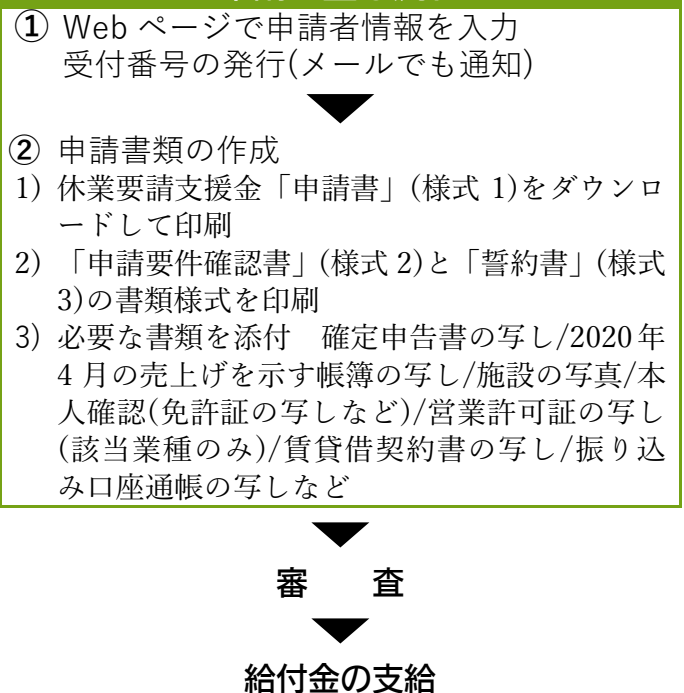 ① Web ページで申請者情報を入力
受付番号の発行(メールでも通知)
② 申請書類の作成
1) 休業要請支援金「申請書」(様式 1)をダウンロ
ードして印刷
2) 「申請要件確認書」(様式 2)と「誓約書」(様式
3)の書類様式を印刷
3) 必要な書類を添付　確定申告書の写し/2020年
4 月の売上げを示す帳簿の写し/施設の写真/本
人確認(免許証の写しなど)/営業許可証の写し
(該当業種のみ)/賃貸借契約書の写し/振り込
み口座通帳の写しなど
審　査
給付金の支給